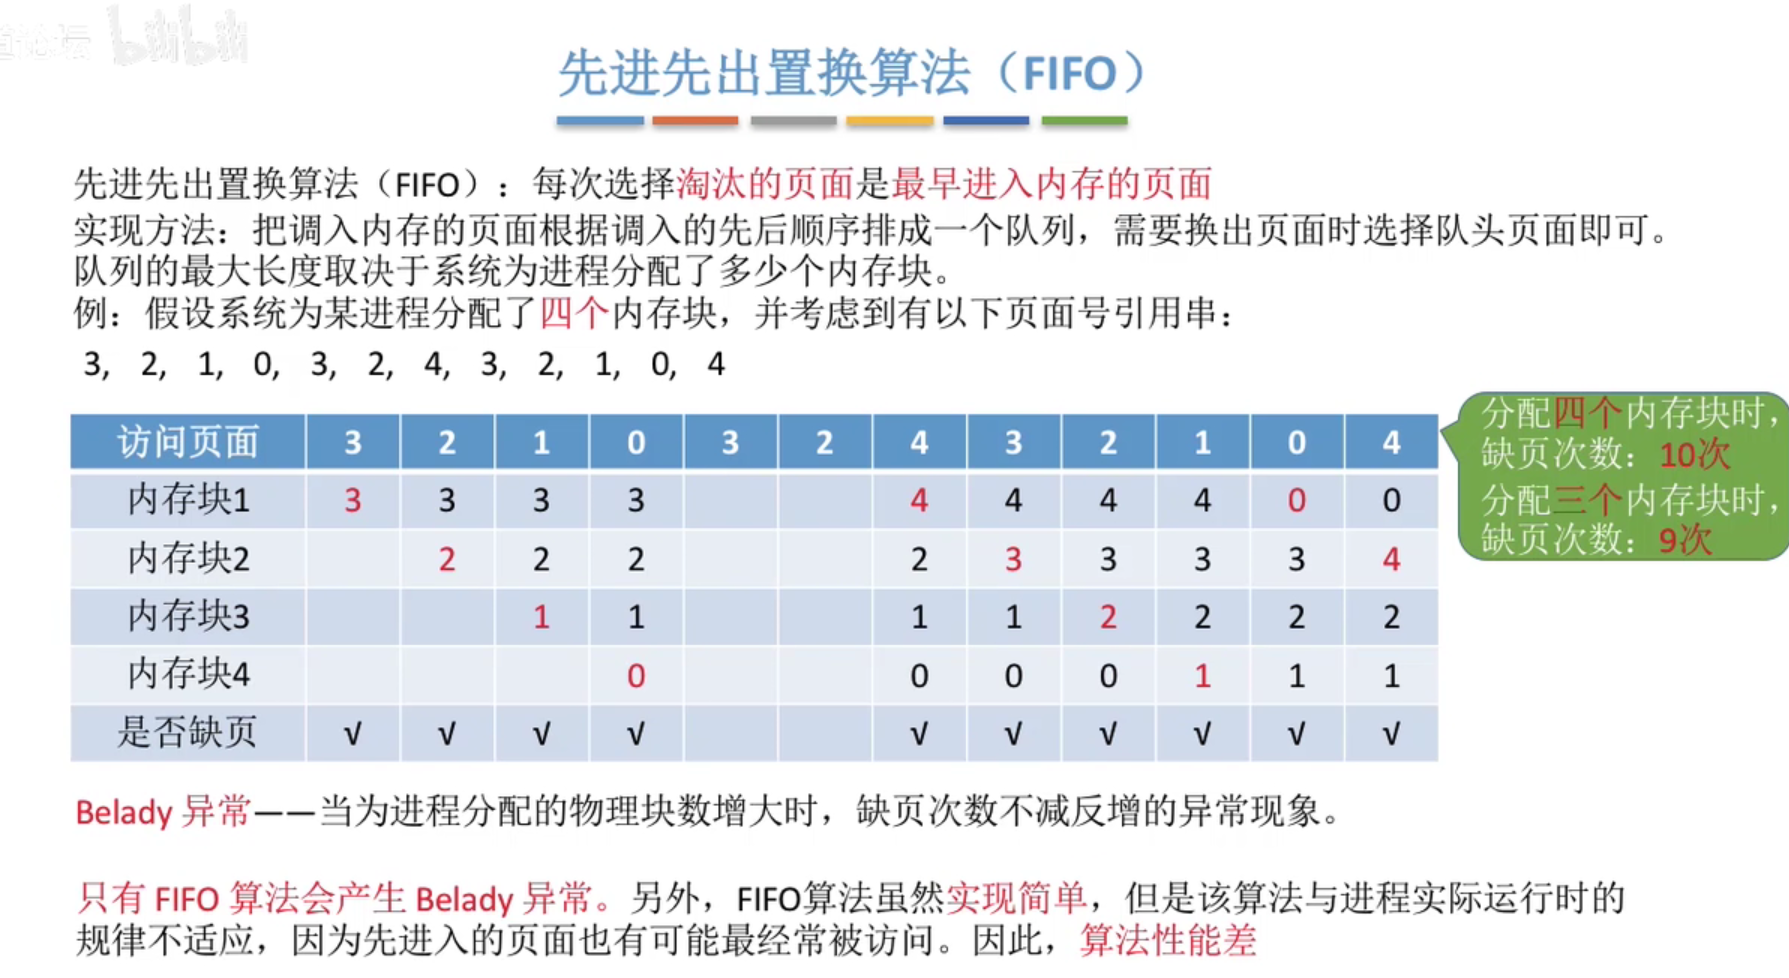 道论坛 bilibili
先进先出置换算法（FIFO）
先进先出置换算法（FIFO）：每次选择淘汰的页面是最早进入内存的页面
实现方法：把调入内存的页面根据调入的先后顺序排成一个队列，需要换出页面时选择队头页面即可。
队列的最大长度取决于系统为进程分配了多少个内存块。
例：假设系统为某进程分配了四个内存块，并考虑到有以下页面号引用串：
3, 2, 1, 0, 3, 2, 4, 3, 2, 1, 0, 4
访问页面 3 2 1 0 3 2 4 3 2 1 0 4
内存块1 3 3 3 3 4 4 4 4 0 0
内存块2 2 2 2 2 3 3 3 3 4
内存块3 1 1 1 1 2 2 2 2
内存块4 0 0 0 0 1 1 1
是否缺页 √ √ √ √ √ √ √ √ √ √
分配四个内存块时，
缺页次数：10次
分配三个内存块时，
缺页次数：9次
Belady 异常——当为进程分配的物理块数增大时，缺页次数不减反增的异常现象。
只有 FIFO 算法会产生 Belady 异常。另外，FIFO算法虽然实现简单，但是该算法与进程实际运行时的
规律不适应，因为先进入的页面也有可能最经常被访问。因此，算法性能差